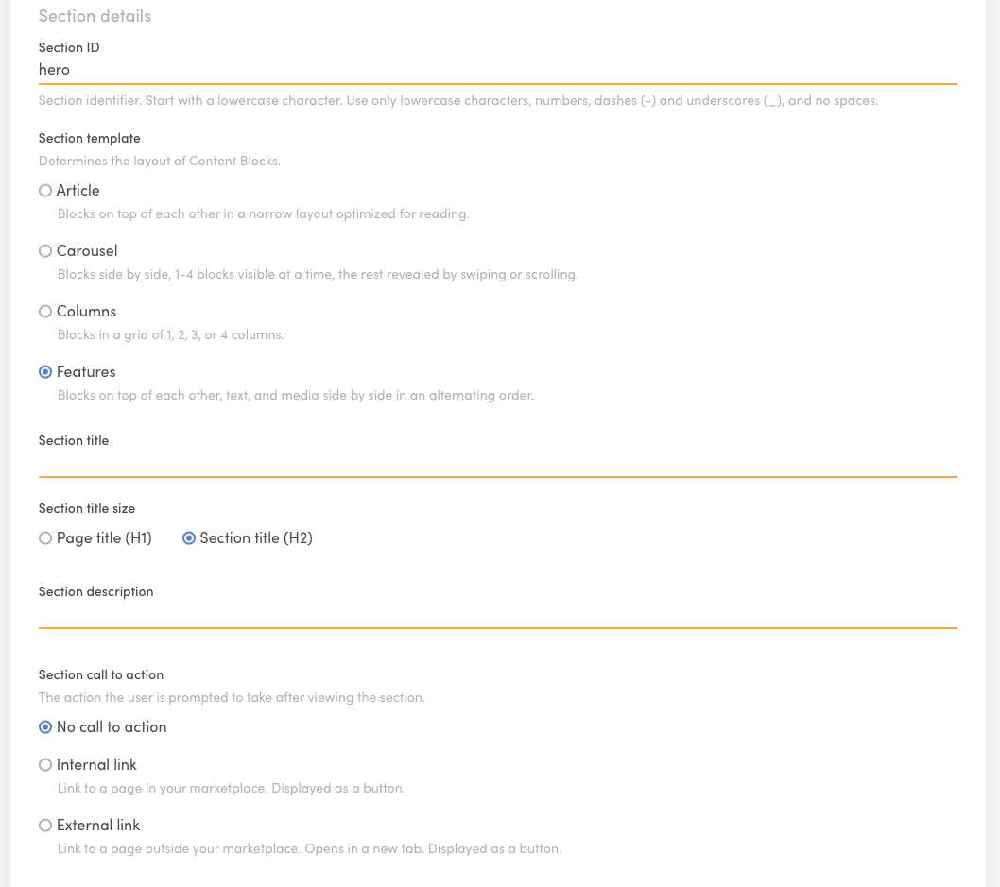 Section details
Section ID
hero
Section identifier. Start with a lowercase character. Use only lowercase characters, numbers, dashes (-) and underscores (_), and no spaces.
Section template
Determines the layout of Content Blocks.
Article
Blocks on top of each other in a narrow layout optimized for reading.
Carousel
Blocks side by side, 1-4 blocks visible at a time, the rest revealed by swiping or scrolling.
Columns
Blocks in a grid of 1, 2, 3, or 4 columns.
Features
Blocks on top of each other, text, and media side by side in an alternating order.
Section title
Section title size
Page title (H1) Section title (H2)
Section description
Section call to action
The action the user is prompted to take after viewing the section.
No call to action
Internal link
Link to a page in your marketplace. Displayed as a button.
External link
Link to a page outside your marketplace. Opens in a new tab. Displayed as a button.